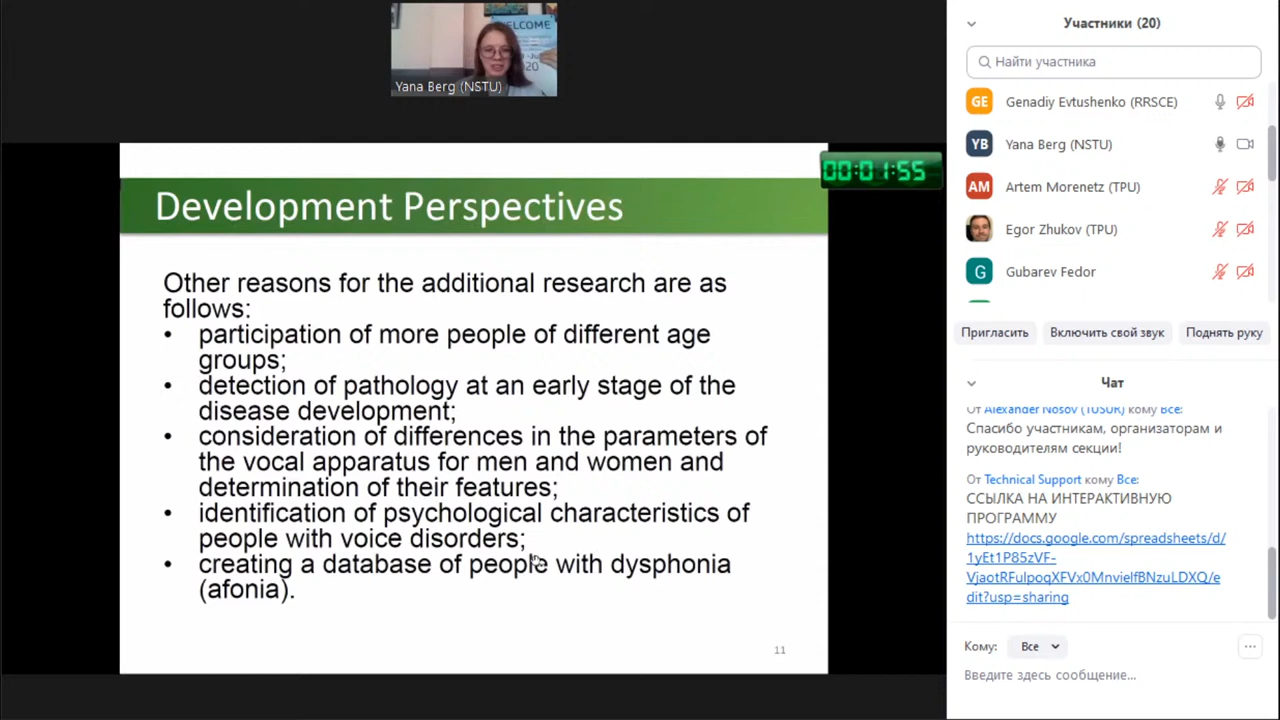 WELCOME
2020
Yana Berg (NSTU)
00:01:55
Development Perspectives
Other reasons for the additional research are as
follows:
• participation of more people of different age
groups;
• detection of pathology at an early stage of the
disease development;
• consideration of differences in the parameters of
the vocal apparatus for men and women and
determination of their features;
• identification of psychological characteristics of
people with voice disorders;
• creating a database of people with dysphonia
(afonia).
11
Участники (20)
Найти участника
GE Genadiy Evtushenko (RRSCE)
YB Yana Berg (NSTU)
AM Artem Morenetz (TPU)
Egor Zhukov (TPU)
G Gubarev Fedor
Пригласить Включить свой звук Поднять руку
Чат
От Alexander Nosov (TUSUR) кому Все:
Спасибо участникам, организаторам и
руководителям секции!
От Technical Support кому Все:
ССЫЛКА НА ИНТЕРАКТИВНУЮ
ПРОГРАММУ
https://docs.google.com/spreadsheets/d/
1yEt1P85zVF-
VjaotRFulpoqXFVx0MnvielfBNzuLDXQ/e
dit?usp=sharing
Кому: Все
Введите здесь сообщение...